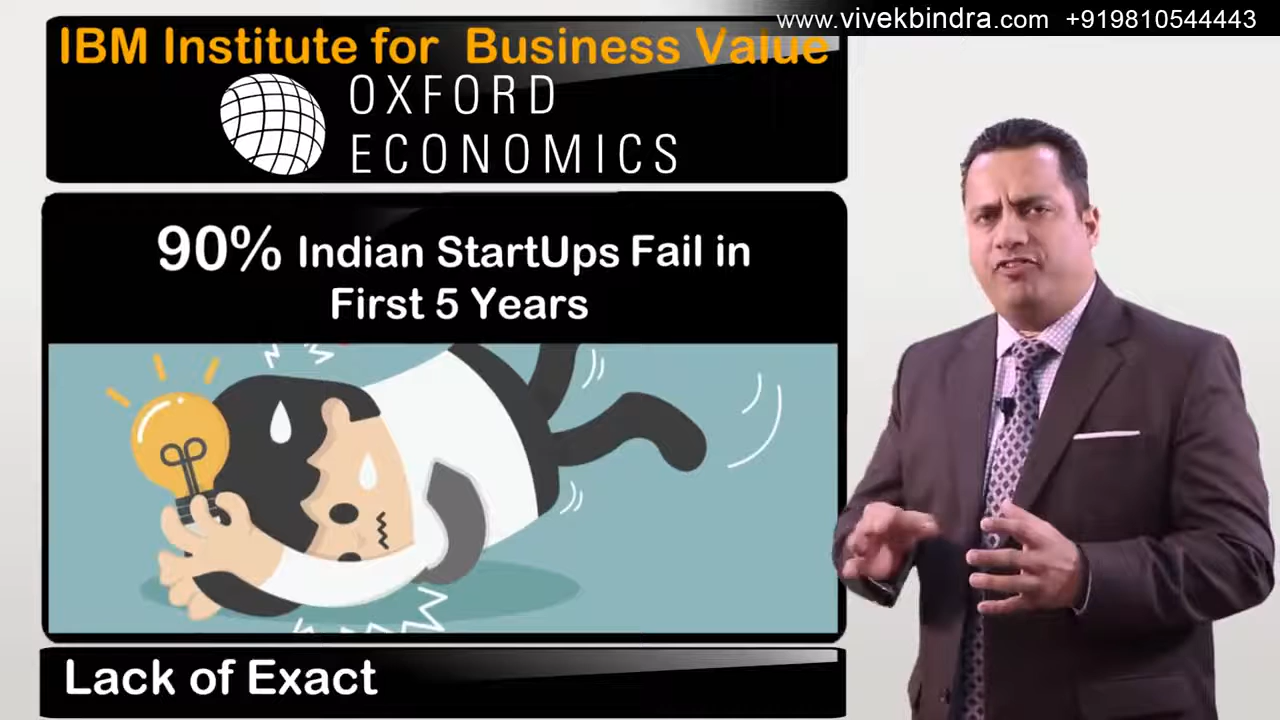 www.vivekbindra.com +919810544443
IBM Institute for Business Value
OXFORD
ECONOMICS
90% Indian StartUps Fail in
First 5 Years
Lack of Exact